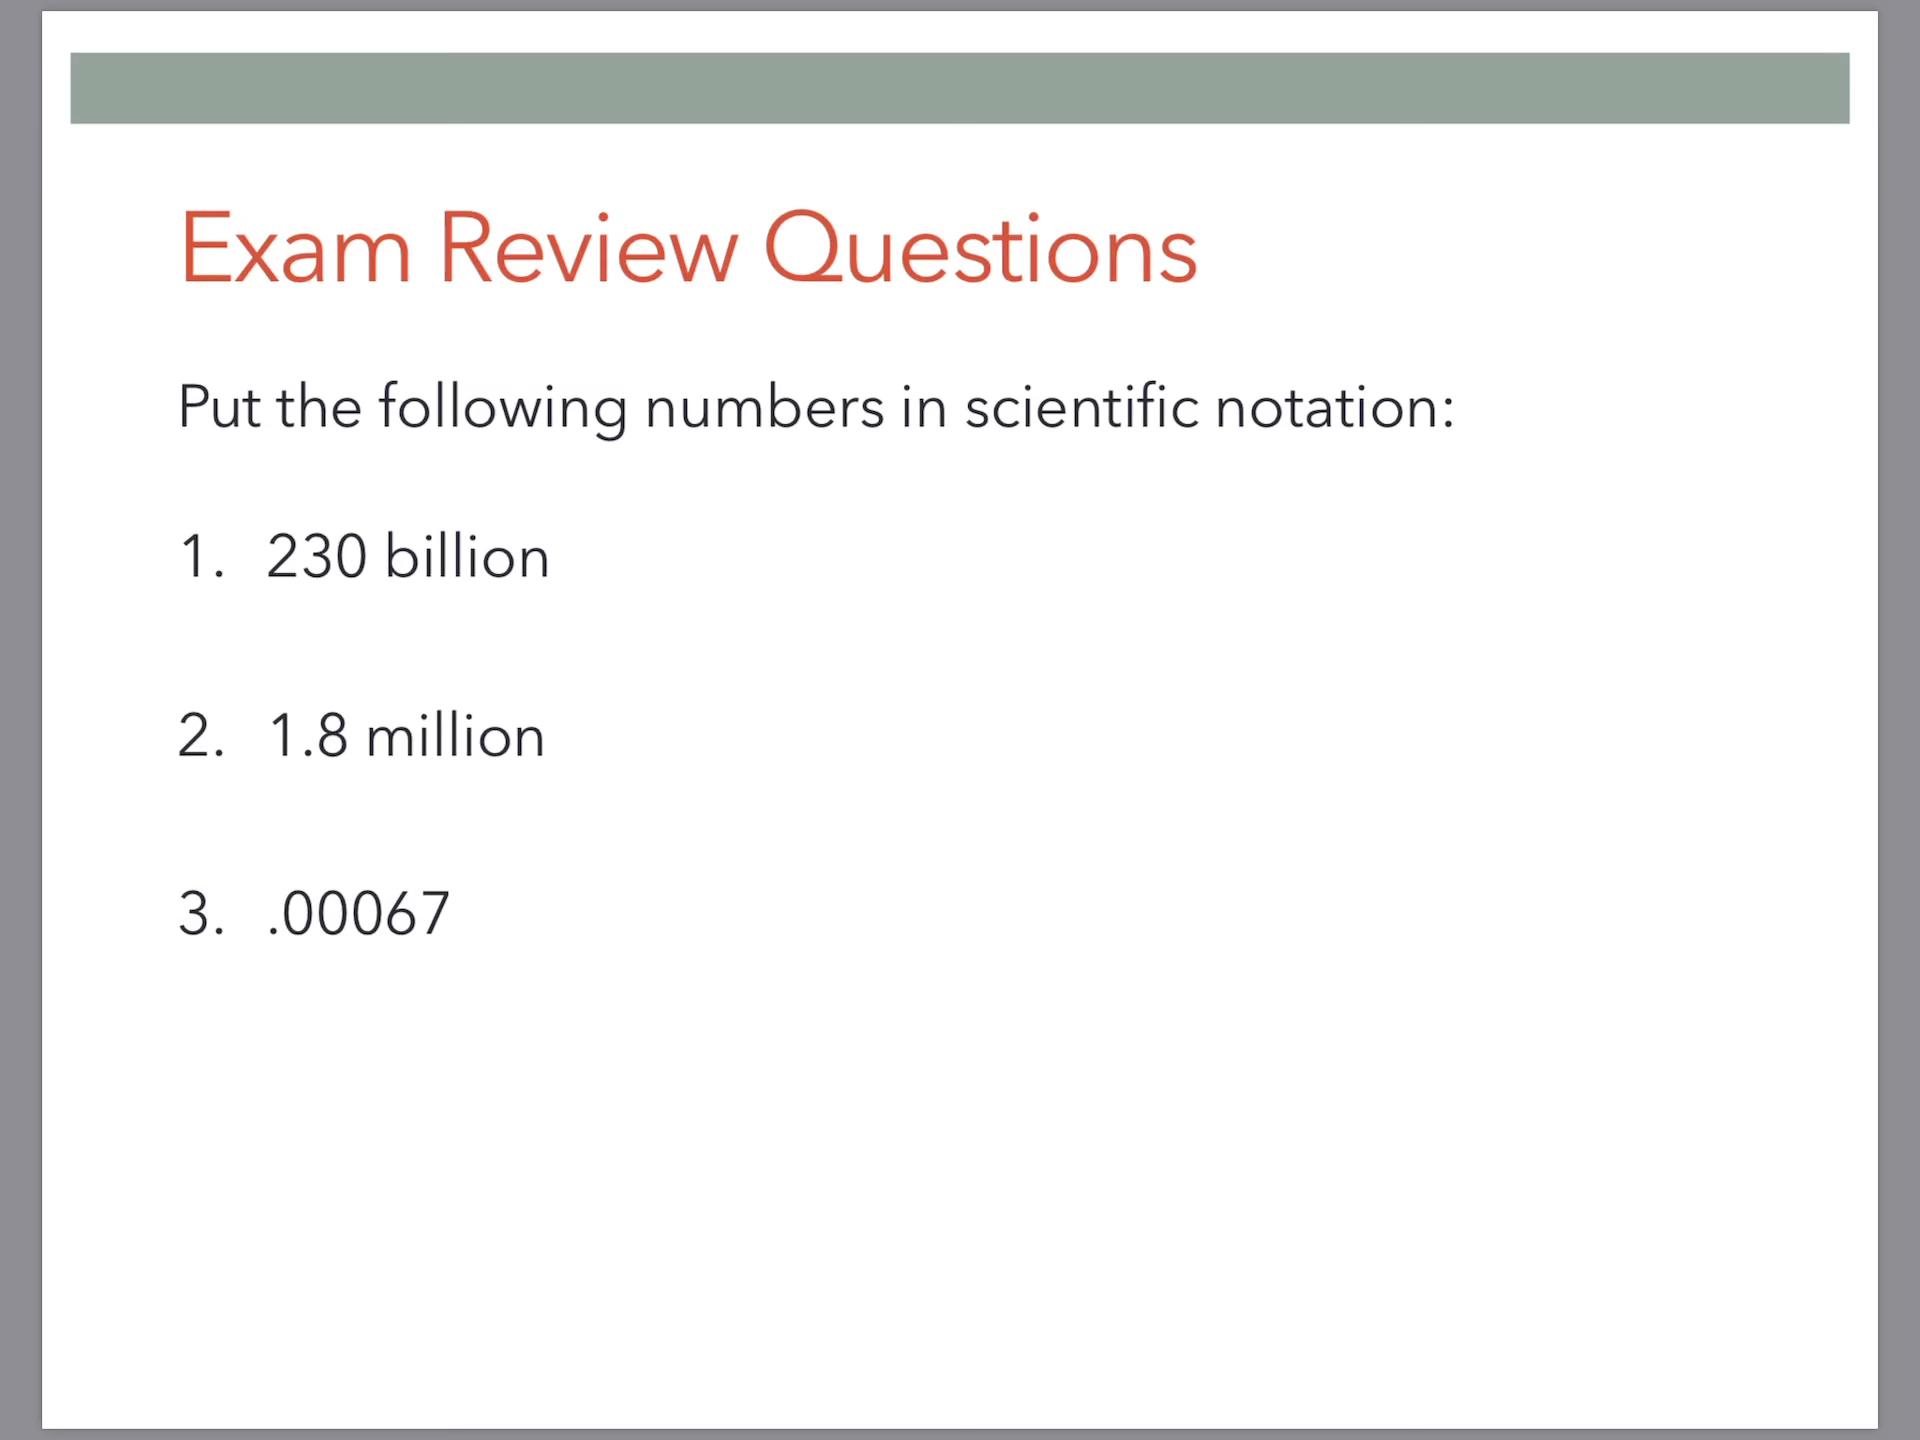 Exam Review Questions
Put the following numbers in scientific notation:
1. 230 billion
2. 1.8 million
3. .00067